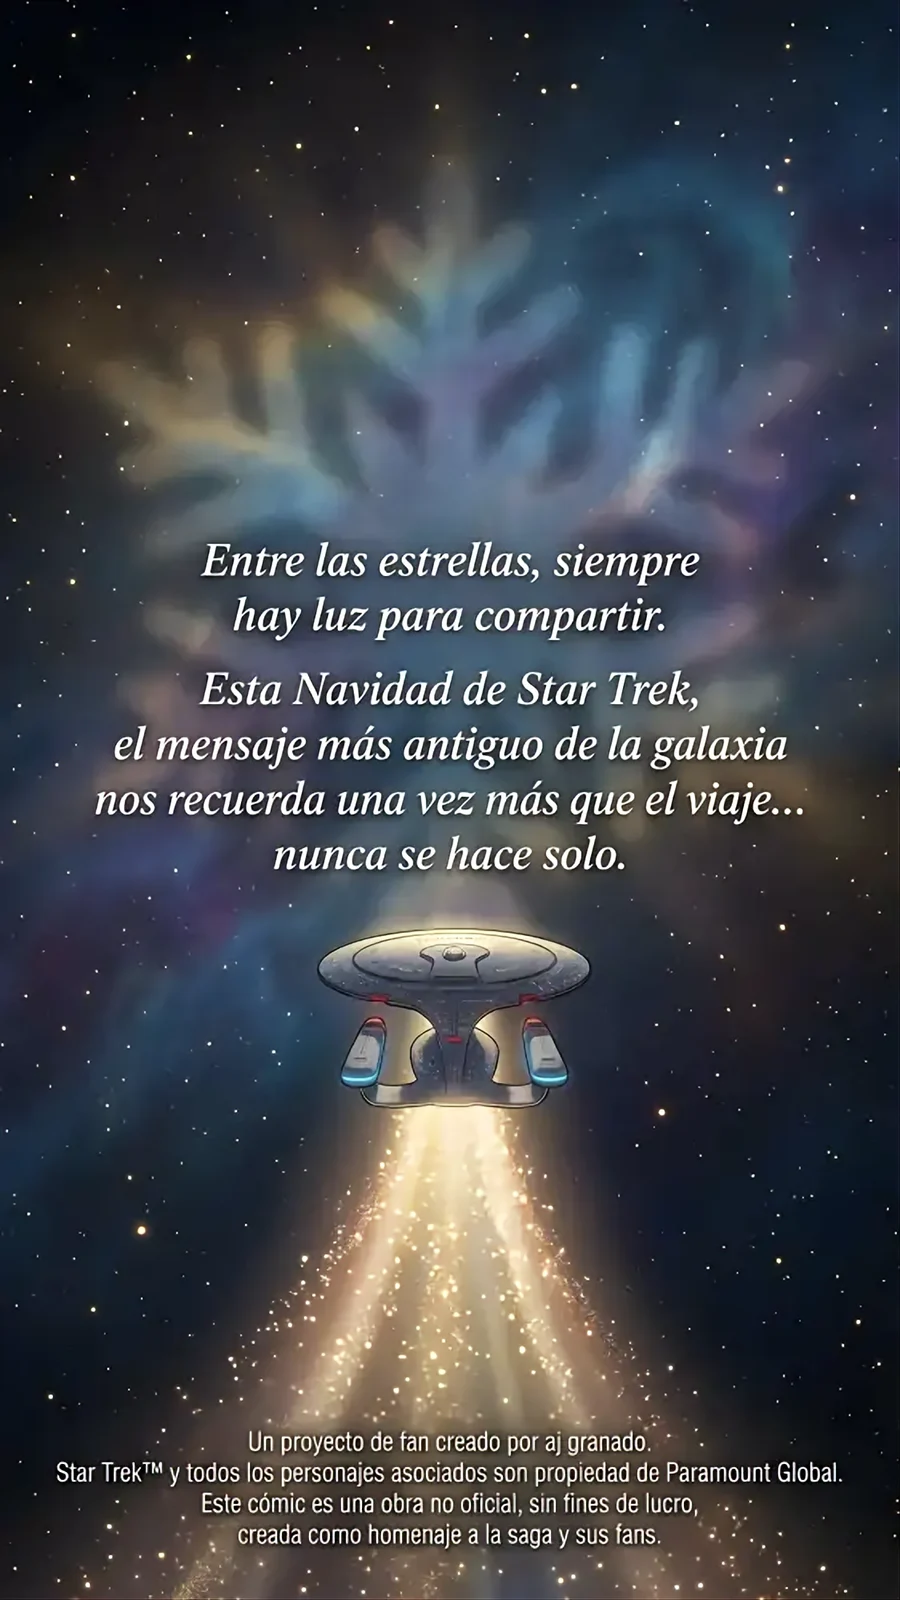 Entre las estrellas, siempre
hay luz para compartir.
Esta Navidad de Star Trek,
el mensaje más antiguo de la galaxia
nos recuerda una vez más que el viaje...
nunca se hace solo.
Un proyecto de fan creado por aj granado.
Star Trek™ y todos los personajes asociados son propiedad de Paramount Global.
Este cómic es una obra no oficial, sin fines de lucro,
creada como homenaje a la saga y sus fans.